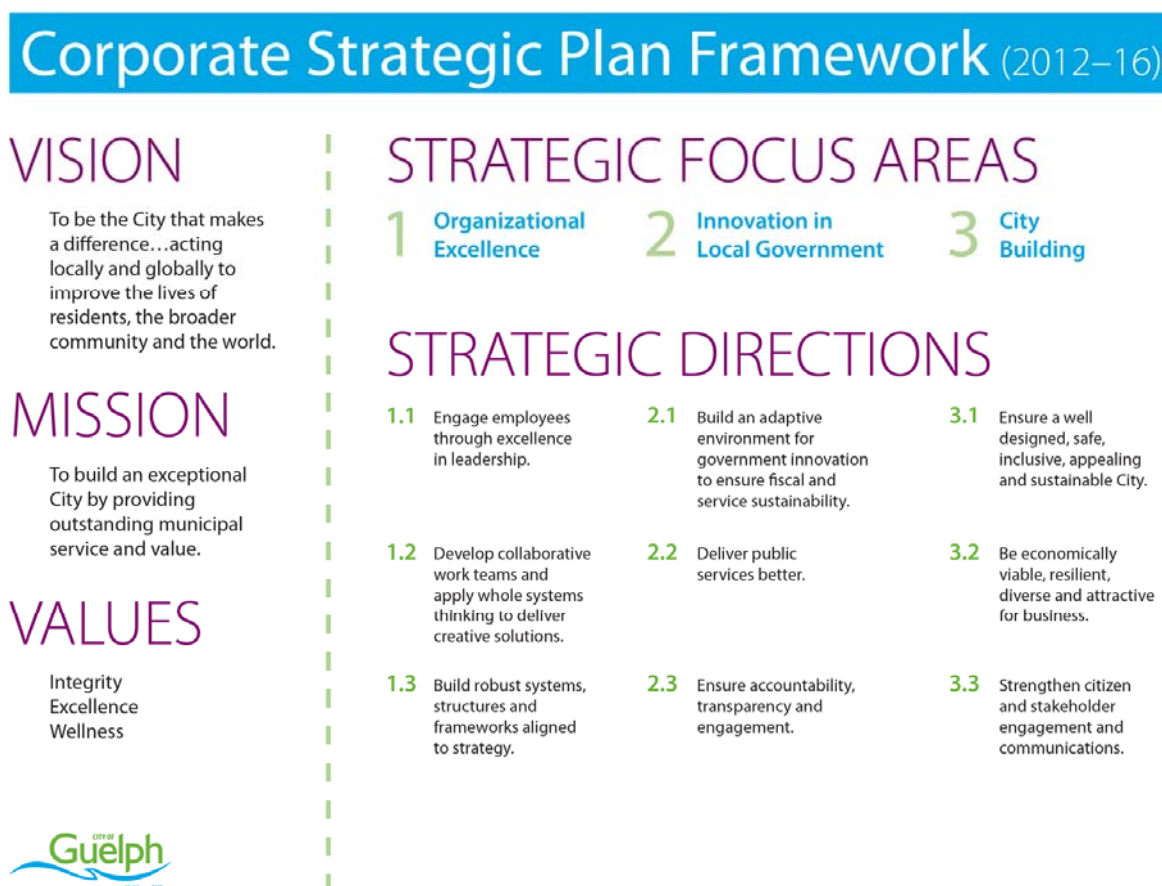 Corporate Strategic Plan Framework (2012–16)
VISION
To be the City that makes
a difference…acting
locally and globally to
improve the lives of
residents, the broader
community and the world.
MISSION
To build an exceptional
City by providing
outstanding municipal
service and value.
VALUES
Integrity
Excellence
Wellness
CITY OF
Guelph
STRATEGIC FOCUS AREAS
1 Organizational
Excellence
2 Innovation in
Local Government
3 City
Building
STRATEGIC DIRECTIONS
1.1 Engage employees
through excellence
in leadership.
2.1 Build an adaptive
environment for
government innovation
to ensure fiscal and
service sustainability.
3.1 Ensure a well
designed, safe,
inclusive, appealing
and sustainable City.
1.2 Develop collaborative
work teams and
apply whole systems
thinking to deliver
creative solutions.
2.2 Deliver public
services better.
3.2 Be economically
viable, resilient,
diverse and attractive
for business.
1.3 Build robust systems,
structures and
frameworks aligned
to strategy.
2.3 Ensure accountability,
transparency and
engagement.
3.3 Strengthen citizen
and stakeholder
engagement and
communications.